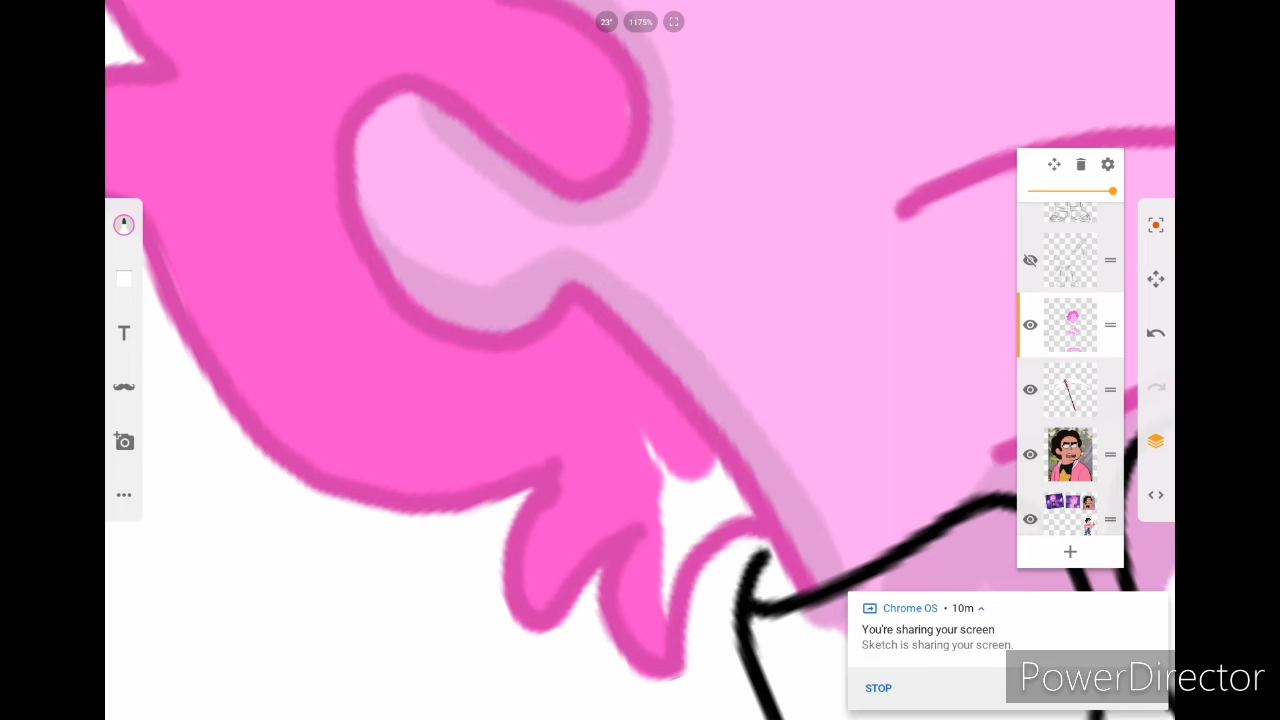 23° 1175%
T
Chrome OS • 10m
You're sharing your screen
Sketch is sharing your screen.
STOP
PowerDirector